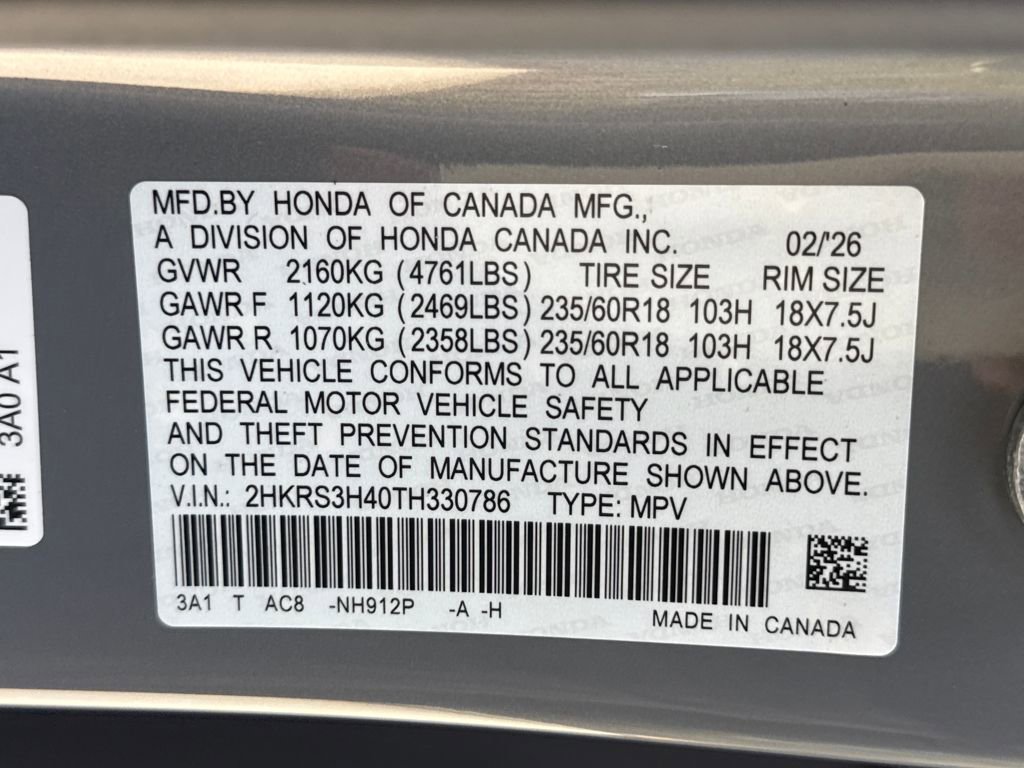 MFD.BY HONDA OF CANADA MFG.,
A DIVISION OF HONDA CANADA INC. 02/'26
GVWR 2160KG (4761LBS) TIRE SIZE RIM SIZE
GAWR F 1120KG (2469LBS) 235/60R18 103H 18X7.5J
GAWR R 1070KG (2358LBS) 235/60R18 103H 18X7.5J
THIS VEHICLE CONFORMS TO ALL APPLICABLE
FEDERAL MOTOR VEHICLE SAFETY
AND THEFT PREVENTION STANDARDS IN EFFECT
ON THE DATE OF MANUFACTURE SHOWN ABOVE.
V.I.N.: 2HKRS3H40TH330786 TYPE: MPV
3A1 T AC8 -NH912P -A -H
MADE IN CANADA
3A0 A1